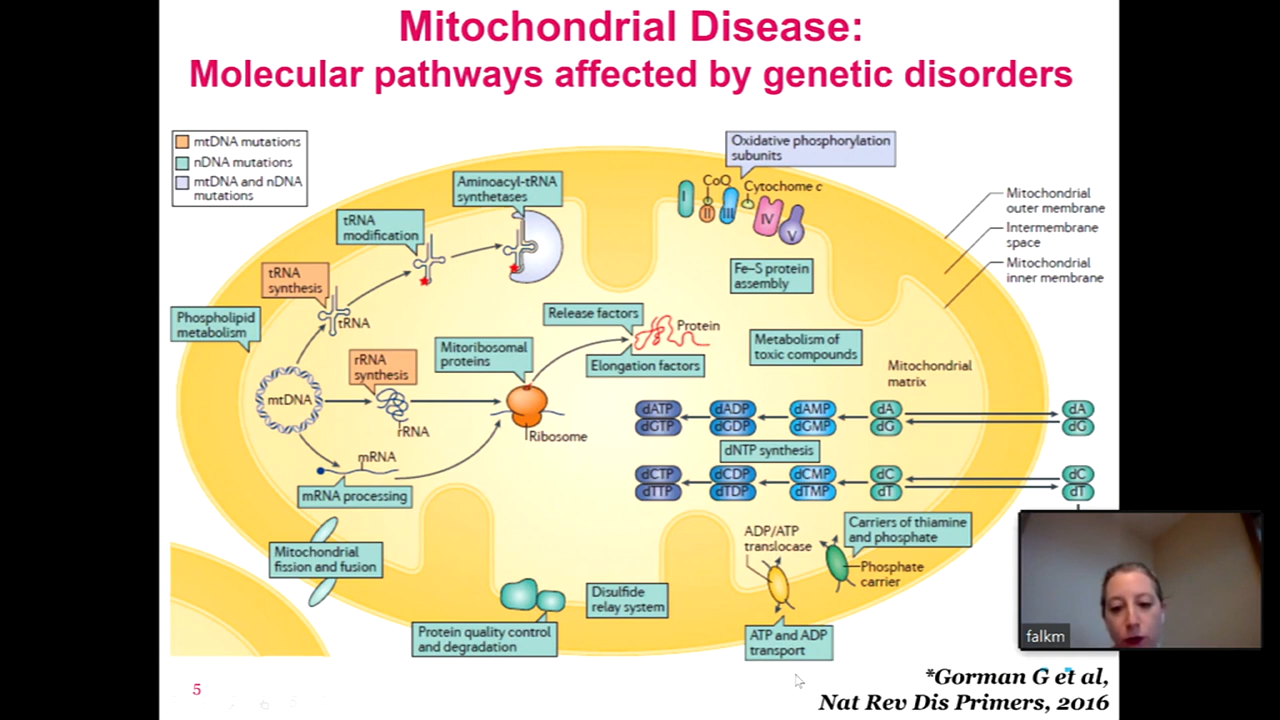 Mitochondrial Disease:
Molecular pathways affected by genetic disorders
mtDNA mutations
nDNA mutations
mtDNA and nDNA
mutations
Oxidative phosphorylation
subunits
CoQ
Cytochrome c
I
II
III
IV
V
Mitochondrial
outer membrane
Intermembrane
space
Mitochondrial
inner membrane
Aminoacyl-tRNA
synthetases
tRNA
modification
tRNA
synthesis
tRNA
Phospholipid
metabolism
Fe–S protein
assembly
Release factors
Protein
Elongation factors
Mitoribosomal
proteins
Metabolism of
toxic compounds
rRNA
synthesis
Mitochondrial
matrix
mtDNA
rRNA
Ribosome
mRNA
mRNA processing
dATP dADP dAMP dA dA
dGTP dGDP dGMP dG dG
dNTP synthesis
dCTP dCDP dCMP dC dC
dTTP dTDP dTMP dT dT
Mitochondrial
fission and fusion
ADP/ATP
translocase
Carriers of thiamine
and phosphate
Phosphate
carrier
Disulfide
relay system
Protein quality control
and degradation
ATP and ADP
transport
falkm
5
*Gorman G et al,
Nat Rev Dis Primers, 2016